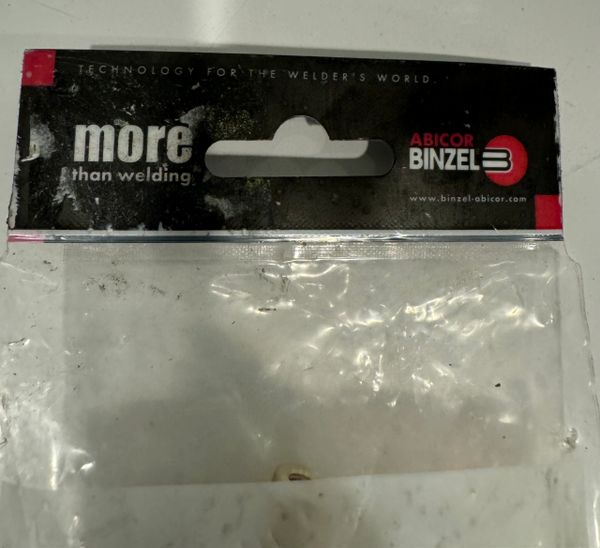 TECHNOLOGY FOR THE WELDER'S WORLD.
more
than welding
ABICOR
BINZEL
www.binzel-abicor.com